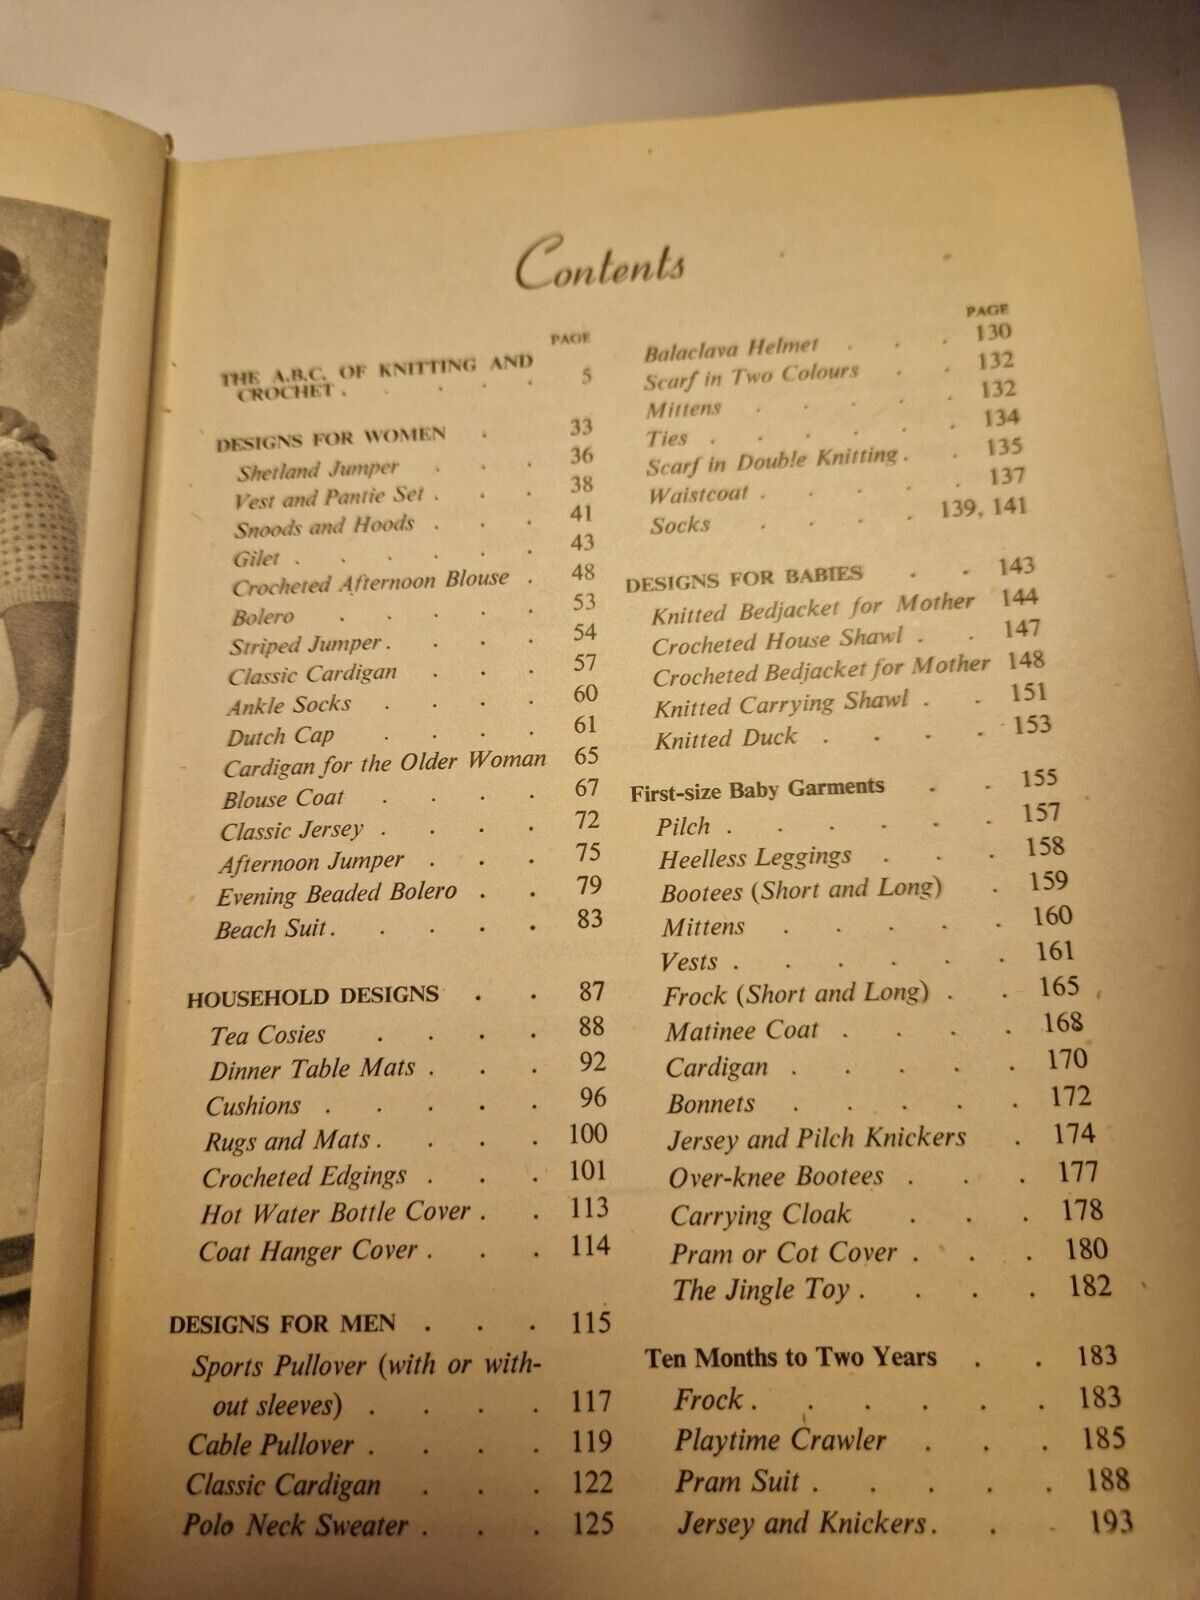 Contents
PAGE
THE A.B.C. OF KNITTING AND
CROCHET . . . . 5
DESIGNS FOR WOMEN . 33
Shetland Jumper . . . 36
Vest and Pantie Set . . . 38
Snoods and Hoods . . . 41
Gilet . . . . . . 43
Crocheted Afternoon Blouse . 48
Bolero . . . . . 53
Striped Jumper . . . . 54
Classic Cardigan . . . 57
Ankle Socks . . . . 60
Dutch Cap . . . . 61
Cardigan for the Older Woman 65
Blouse Coat . . . . 67
Classic Jersey . . . . 72
Afternoon Jumper . . . 75
Evening Beaded Bolero . . 79
Beach Suit . . . . . 83
HOUSEHOLD DESIGNS . . 87
Tea Cosies . . . . 88
Dinner Table Mats . . . 92
Cushions . . . . . 96
Rugs and Mats . . . . 100
Crocheted Edgings . . . 101
Hot Water Bottle Cover . . 113
Coat Hanger Cover . . . 114
DESIGNS FOR MEN . . . 115
Sports Pullover (with or with-
out sleeves) . . . . 117
Cable Pullover . . . . 119
Classic Cardigan . . . 122
Polo Neck Sweater . . . 125
PAGE
Balaclava Helmet . . . 130
Scarf in Two Colours . . 132
Mittens . . . . . 132
Ties . . . . . . 134
Scarf in Double Knitting . . 135
Waistcoat . . . . . 137
Socks . . . . 139, 141
DESIGNS FOR BABIES . . 143
Knitted Bedjacket for Mother 144
Crocheted House Shawl . . 147
Crocheted Bedjacket for Mother 148
Knitted Carrying Shawl . . 151
Knitted Duck . . . . 153
First-size Baby Garments . . 155
Pilch . . . . . . 157
Heelless Leggings . . . 158
Bootees (Short and Long) . 159
Mittens . . . . . 160
Vests . . . . . . 161
Frock (Short and Long) . . 165
Matinee Coat . . . . 168
Cardigan . . . . . 170
Bonnets . . . . . 172
Jersey and Pilch Knickers . 174
Over-knee Bootees . . . 177
Carrying Cloak . . . 178
Pram or Cot Cover . . . 180
The Jingle Toy . . . . 182
Ten Months to Two Years . . 183
Frock . . . . . . 183
Playtime Crawler . . . 185
Pram Suit . . . . . 188
Jersey and Knickers . . 193